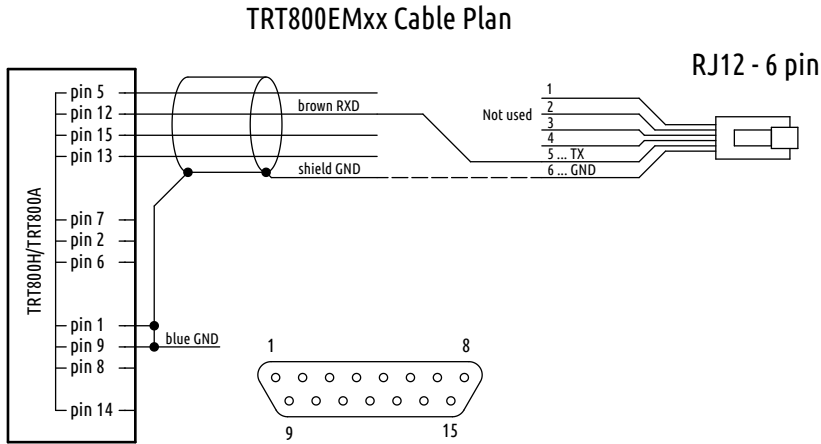 TRT800EMxx Cable Plan
RJ12 - 6 pin
TRT800H/TRT800A
pin 5
pin 12
pin 15
pin 13
pin 7
pin 2
pin 6
pin 1
pin 9
pin 8
pin 14
brown RXD
shield GND
blue GND
Not used
1
2
3
4
5 ... TX
6 ... GND
1
8
9
15